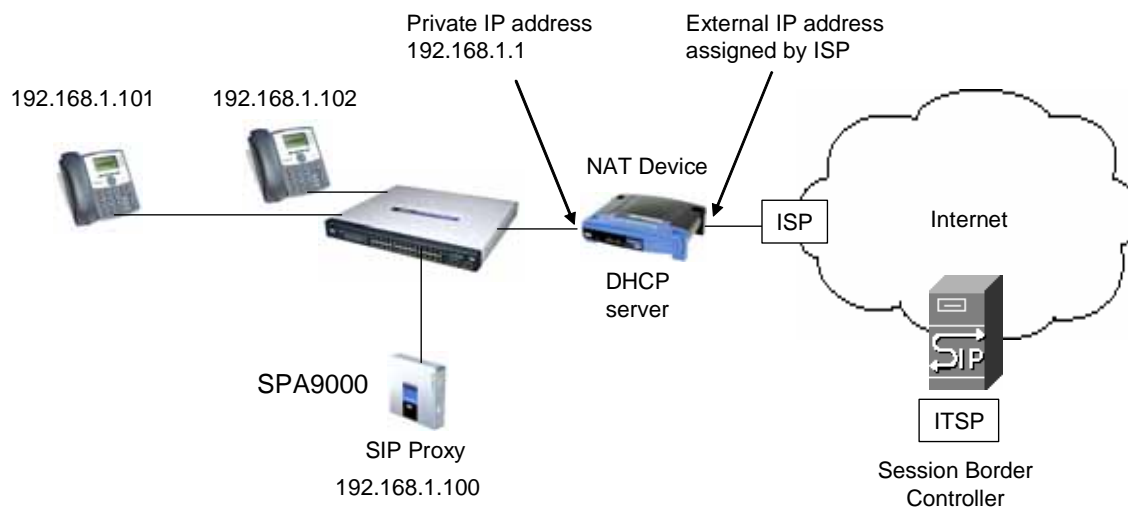 Private IP address
192.168.1.1
External IP address
assigned by ISP
192.168.1.101
192.168.1.102
NAT Device
ISP
Internet
DHCP
server
SPA9000
SIP Proxy
192.168.1.100
SIP
ITSP
Session Border
Controller